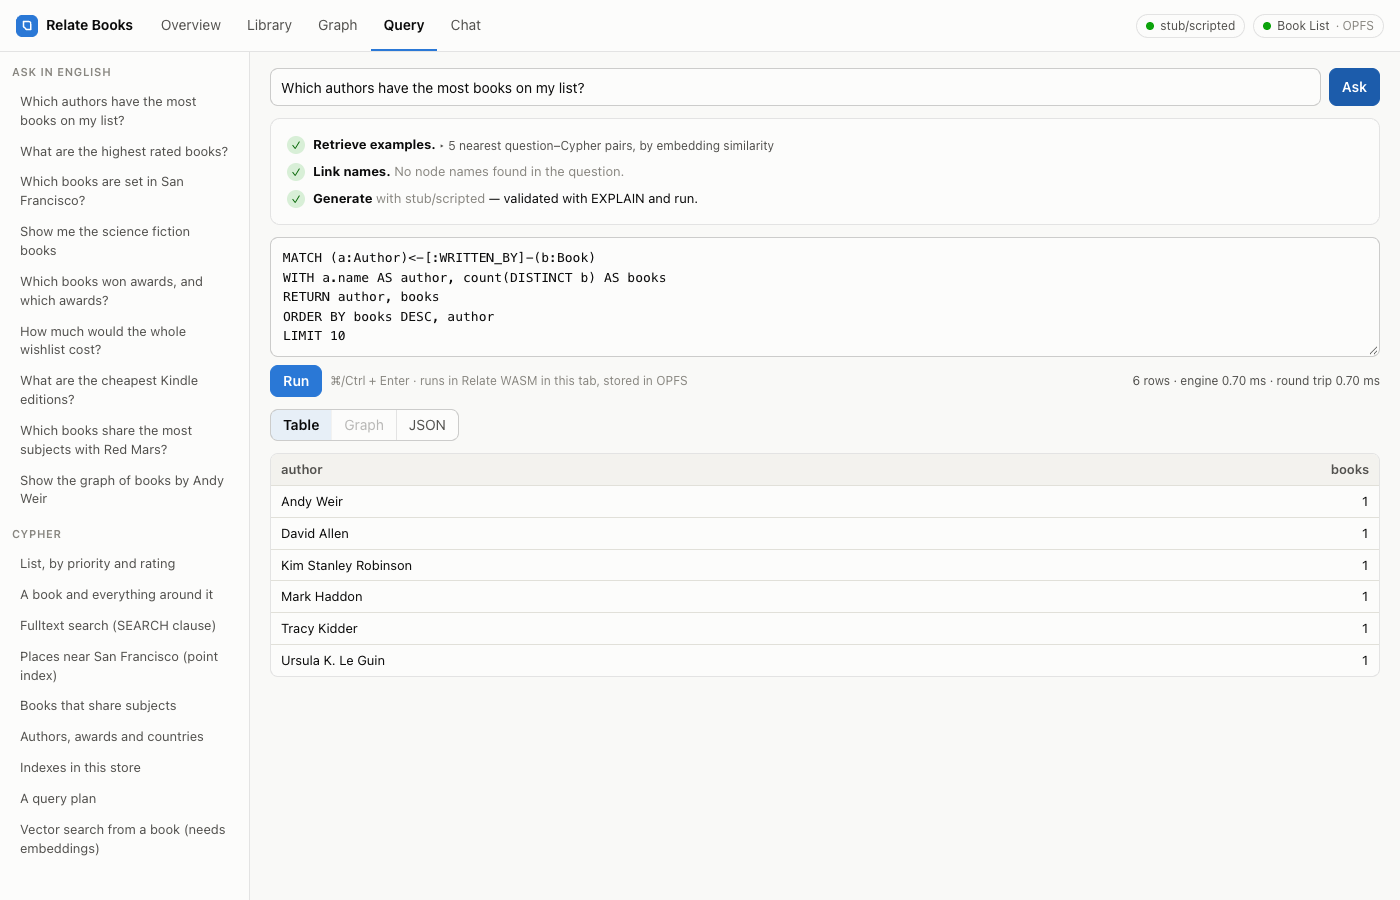 Relate Books
Overview
Library
Graph
Query
Chat
stub/scripted
Book List · OPFS
ASK IN ENGLISH
Which authors have the most
books on my list?
What are the highest rated books?
Which books are set in San
Francisco?
Show me the science fiction
books
Which books won awards, and
which awards?
How much would the whole
wishlist cost?
What are the cheapest Kindle
editions?
Which books share the most
subjects with Red Mars?
Show the graph of books by Andy
Weir
CYPHER
List, by priority and rating
A book and everything around it
Fulltext search (SEARCH clause)
Places near San Francisco (point
index)
Books that share subjects
Authors, awards and countries
Indexes in this store
A query plan
Vector search from a book (needs
embeddings)
Which authors have the most books on my list?
Ask
Retrieve examples. · 5 nearest question–Cypher pairs, by embedding similarity
Link names. No node names found in the question.
Generate with stub/scripted — validated with EXPLAIN and run.
MATCH (a:Author)<-[:WRITTEN_BY]-(b:Book)
WITH a.name AS author, count(DISTINCT b) AS books
RETURN author, books
ORDER BY books DESC, author
LIMIT 10
Run
⌘/Ctrl + Enter · runs in Relate WASM in this tab, stored in OPFS
6 rows · engine 0.70 ms · round trip 0.70 ms
Table
Graph
JSON
author books
Andy Weir 1
David Allen 1
Kim Stanley Robinson 1
Mark Haddon 1
Tracy Kidder 1
Ursula K. Le Guin 1